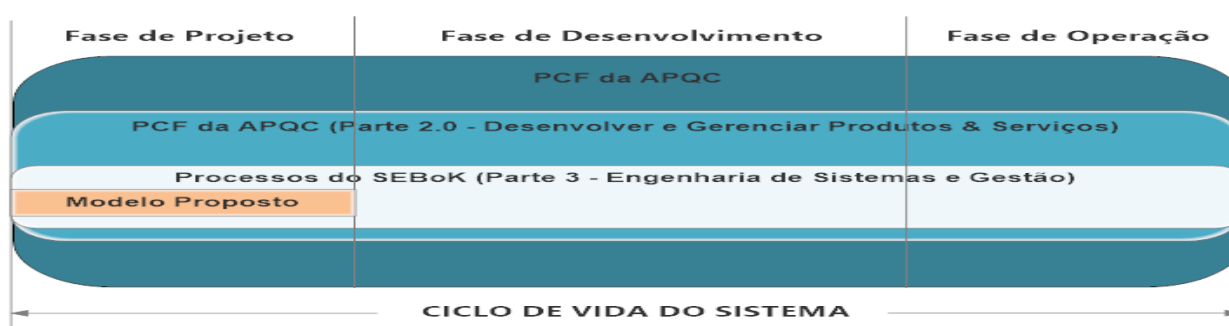 Fase de Projeto
Fase de Desenvolvimento
Fase de Operação
PCF da APQC
PCF da APQC (Parte 2.0 - Desenvolver e Gerenciar Produtos & Serviços)
Processos do SEBoK (Parte 3 - Engenharia de Sistemas e Gestão)
Modelo Proposto
CICLO DE VIDA DO SISTEMA